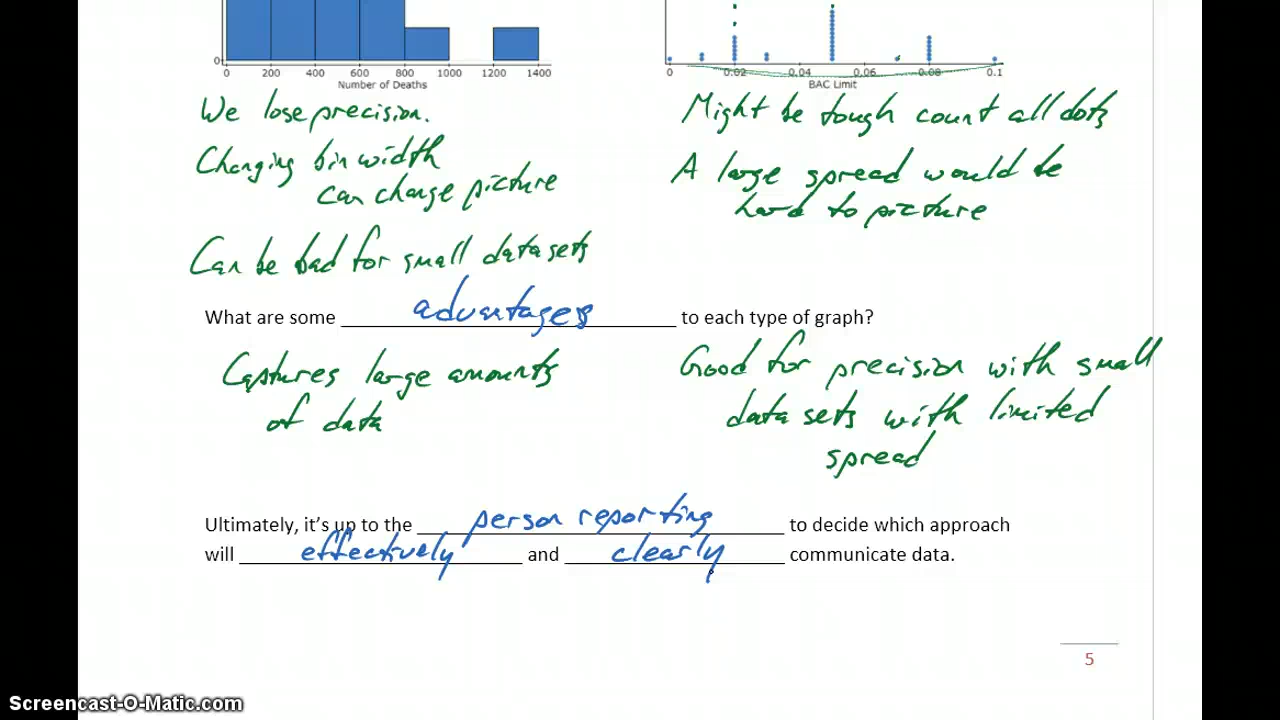 0
0 200 400 600 800 1000 1200 1400
Number of Deaths
0 0.02 0.04 0.06 0.08 0.1
BAC Limit
We lose precision.
Changing bin width
can change picture
Can be bad for small data sets
Might be tough count all dots
A large spread would be
hard to picture
What are some advantages to each type of graph?
Captures large amounts
of data
Good for precision with small
data sets with limited
spread
Ultimately, it's up to the person reporting to decide which approach
will effectively and clearly communicate data.
5
Screencast-O-Matic.com